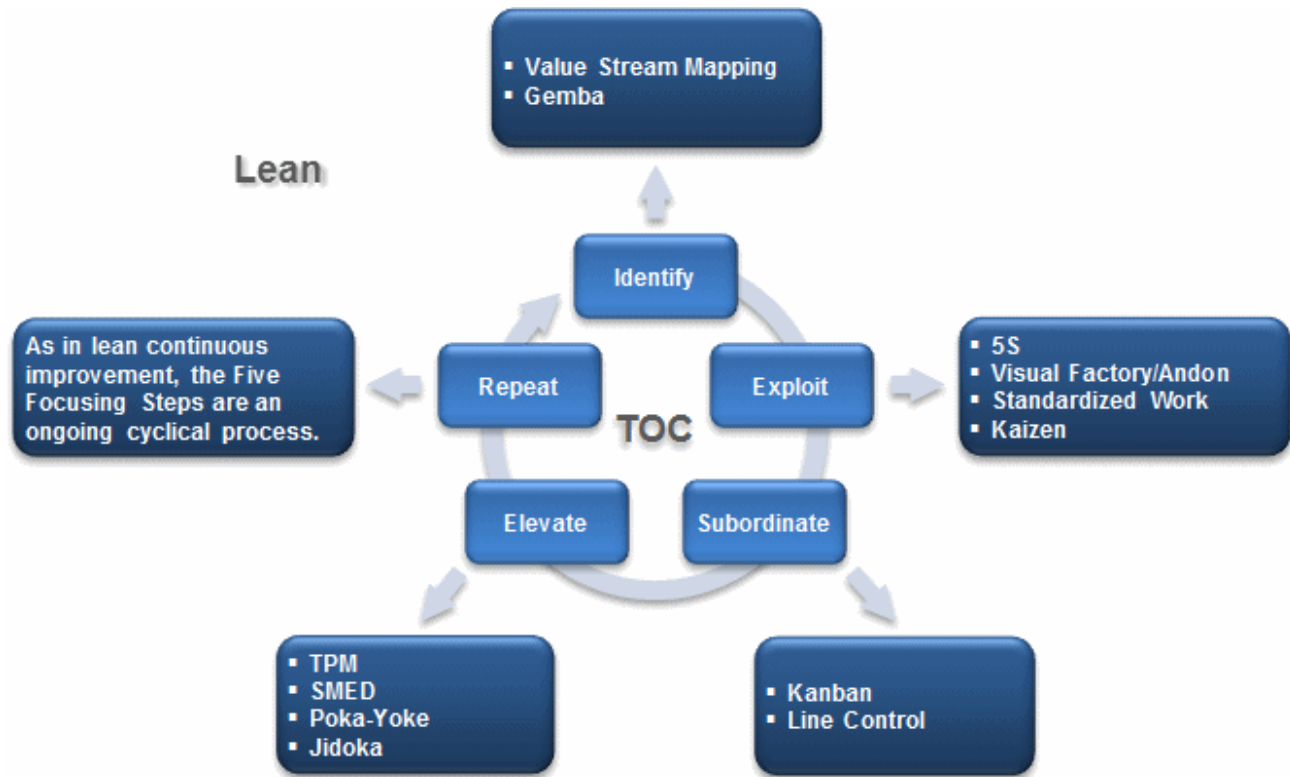 ▪ Value Stream Mapping
▪ Gemba
Lean
Identify
As in lean continuous
improvement, the Five
Focusing Steps are an
ongoing cyclical process.
Repeat
TOC
Exploit
▪ 5S
▪ Visual Factory/Andon
▪ Standardized Work
▪ Kaizen
Elevate
Subordinate
▪ TPM
▪ SMED
▪ Poka-Yoke
▪ Jidoka
▪ Kanban
▪ Line Control